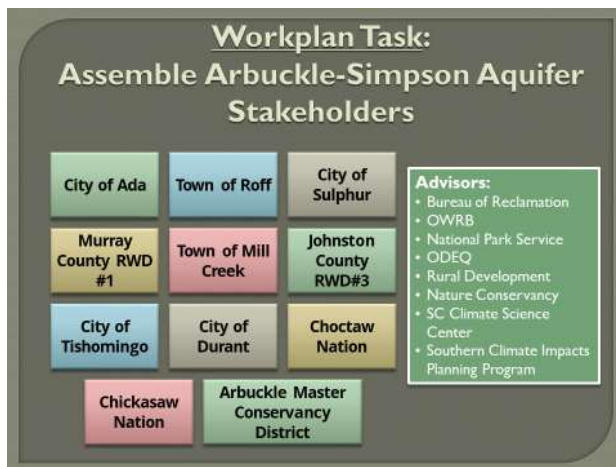 Workplan Task:
Assemble Arbuckle-Simpson Aquifer
Stakeholders
City of Ada
Town of Roff
City of
Sulphur
Murray
County RWD
#1
Town of Mill
Creek
Johnston
County
RWD#3
City of
Tishomingo
City of
Durant
Choctaw
Nation
Chickasaw
Nation
Arbuckle Master
Conservancy
District
Advisors:
• Bureau of Reclamation
• OWRB
• National Park Service
• ODEQ
• Rural Development
• Nature Conservancy
• SC Climate Science
Center
• Southern Climate Impacts
Planning Program